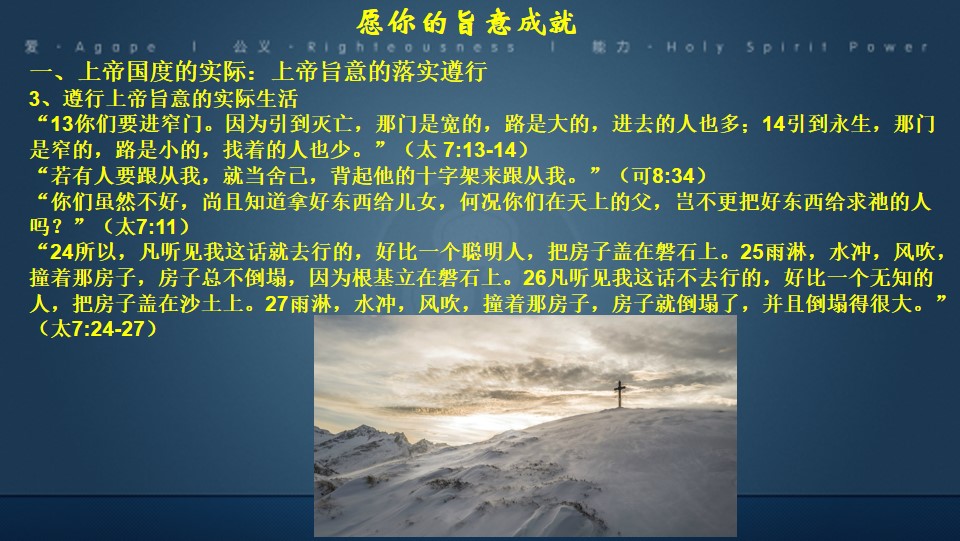 愿你的旨意成就
爱·Agape | 公义·Righteousness | 能力·Holy Spirit Power
一、上帝国度的实际：上帝旨意的落实遵行
3、遵行上帝旨意的实际生活
“13你们要进窄门。因为引到灭亡，那门是宽的，路是大的，进去的人也多；14引到永生，那门
是窄的，路是小的，找着的人也少。”（太 7:13-14）
“若有人要跟从我，就当舍己，背起他的十字架来跟从我。”（可8:34）
“你们虽然不好，尚且知道拿好东西给儿女，何况你们在天上的父，岂不更把好东西给求祂的人
吗？”（太7:11）
“24所以，凡听见我这话就去行的，好比一个聪明人，把房子盖在磐石上。25雨淋，水冲，风吹，
撞着那房子，房子总不倒塌，因为根基立在磐石上。26凡听见我这话不去行的，好比一个无知的
人，把房子盖在沙土上。27雨淋，水冲，风吹，撞着那房子，房子就倒塌了，并且倒塌得很大。”
（太7:24-27）